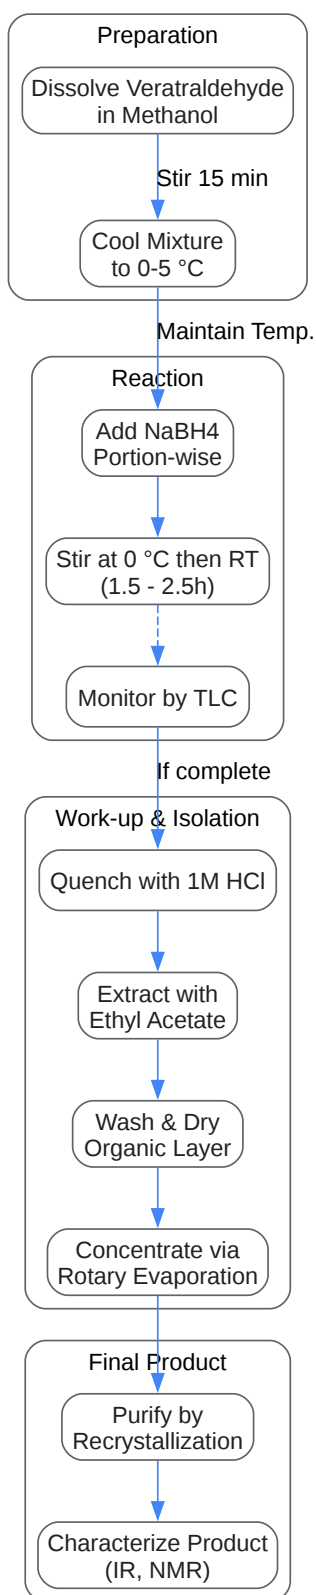 Preparation
Dissolve Veratraldehyde
in Methanol
Stir 15 min
Cool Mixture
to 0-5 °C
Maintain Temp.
Reaction
Add NaBH4
Portion-wise
Stir at 0 °C then RT
(1.5 - 2.5h)
Monitor by TLC
If complete
Work-up & Isolation
Quench with 1M HCl
Extract with
Ethyl Acetate
Wash & Dry
Organic Layer
Concentrate via
Rotary Evaporation
Final Product
Purify by
Recrystallization
Characterize Product
(IR, NMR)